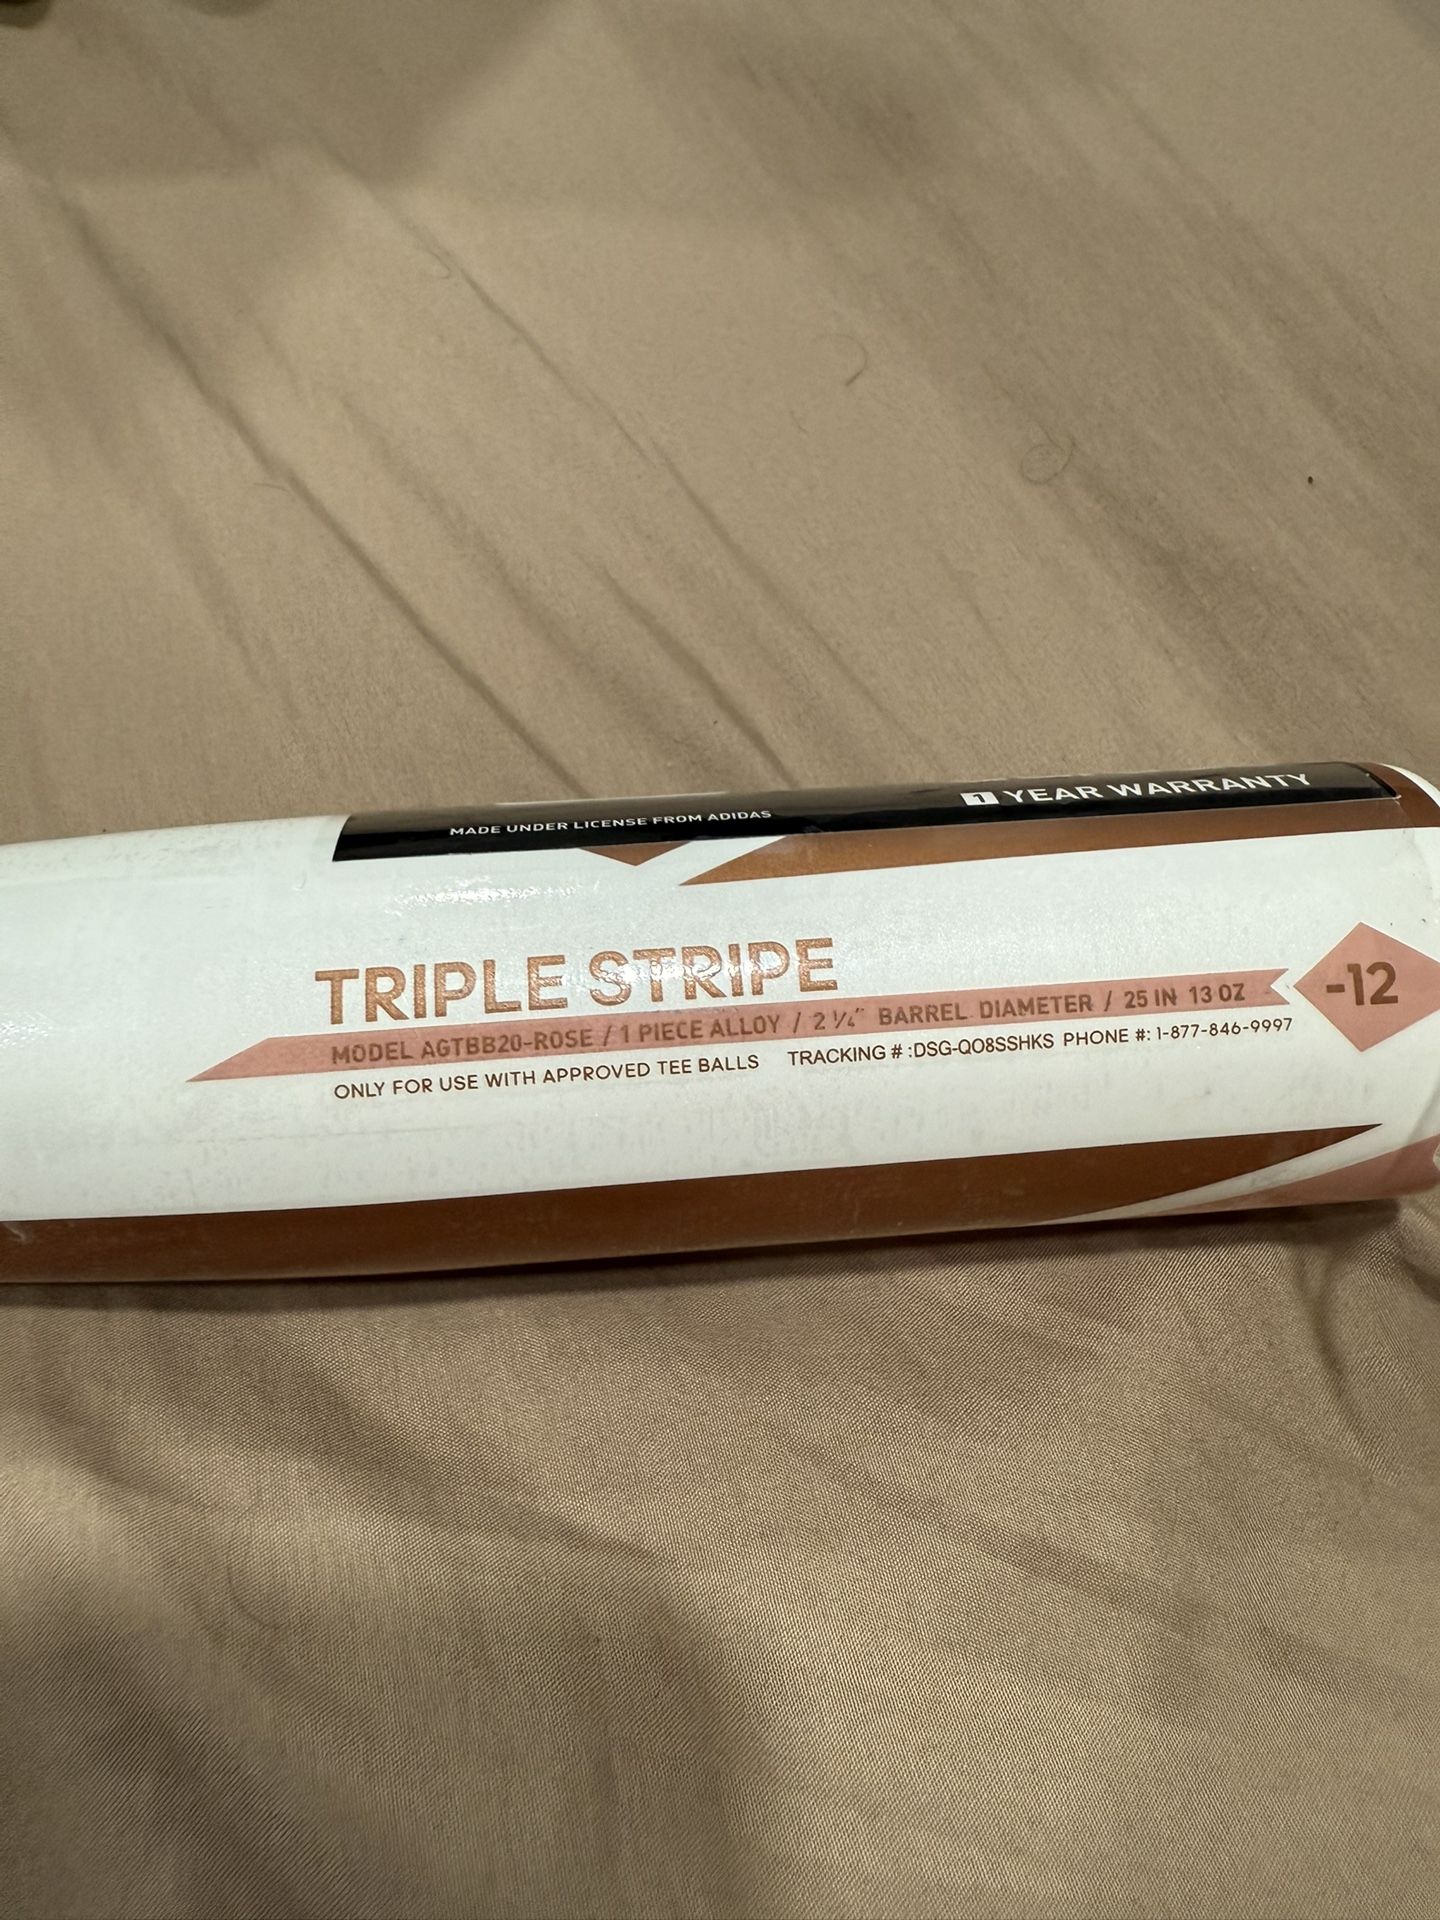 MADE UNDER LICENSE FROM ADIDAS
1 YEAR WARRANTY
TRIPLE STRIPE
MODEL AGTBB20-ROSE / 1 PIECE ALLOY / 2 ¼" BARREL DIAMETER / 25 IN 13 OZ
-12
ONLY FOR USE WITH APPROVED TEE BALLS TRACKING # :DSG-QO8SSHKS PHONE #: 1-877-846-9997